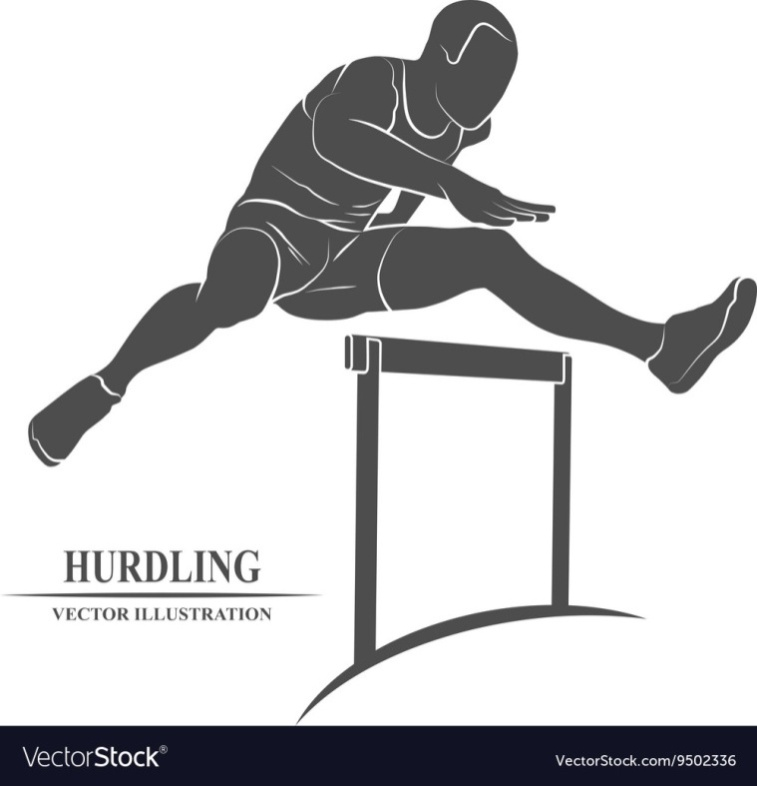 HURDLING
VECTOR ILLUSTRATION
VectorStock®
VectorStock.com/9502336